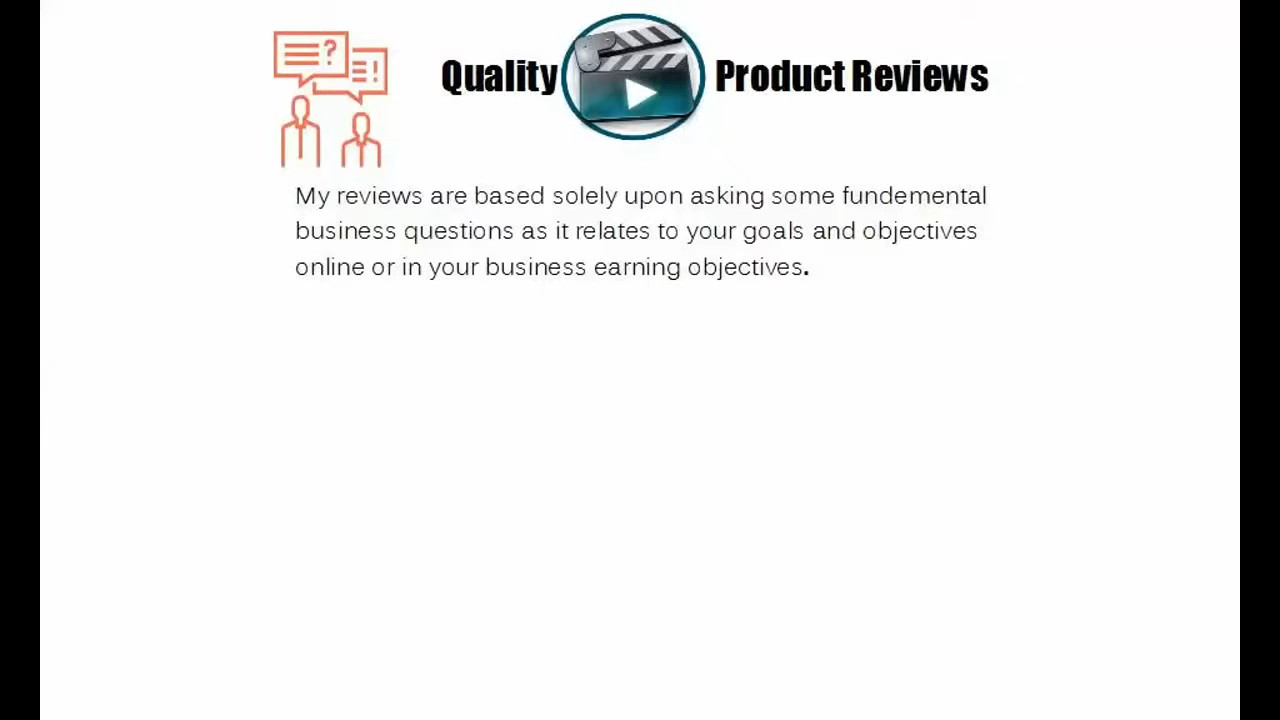 Quality Product Reviews
My reviews are based solely upon asking some fundemental
business questions as it relates to your goals and objectives
online or in your business earning objectives.